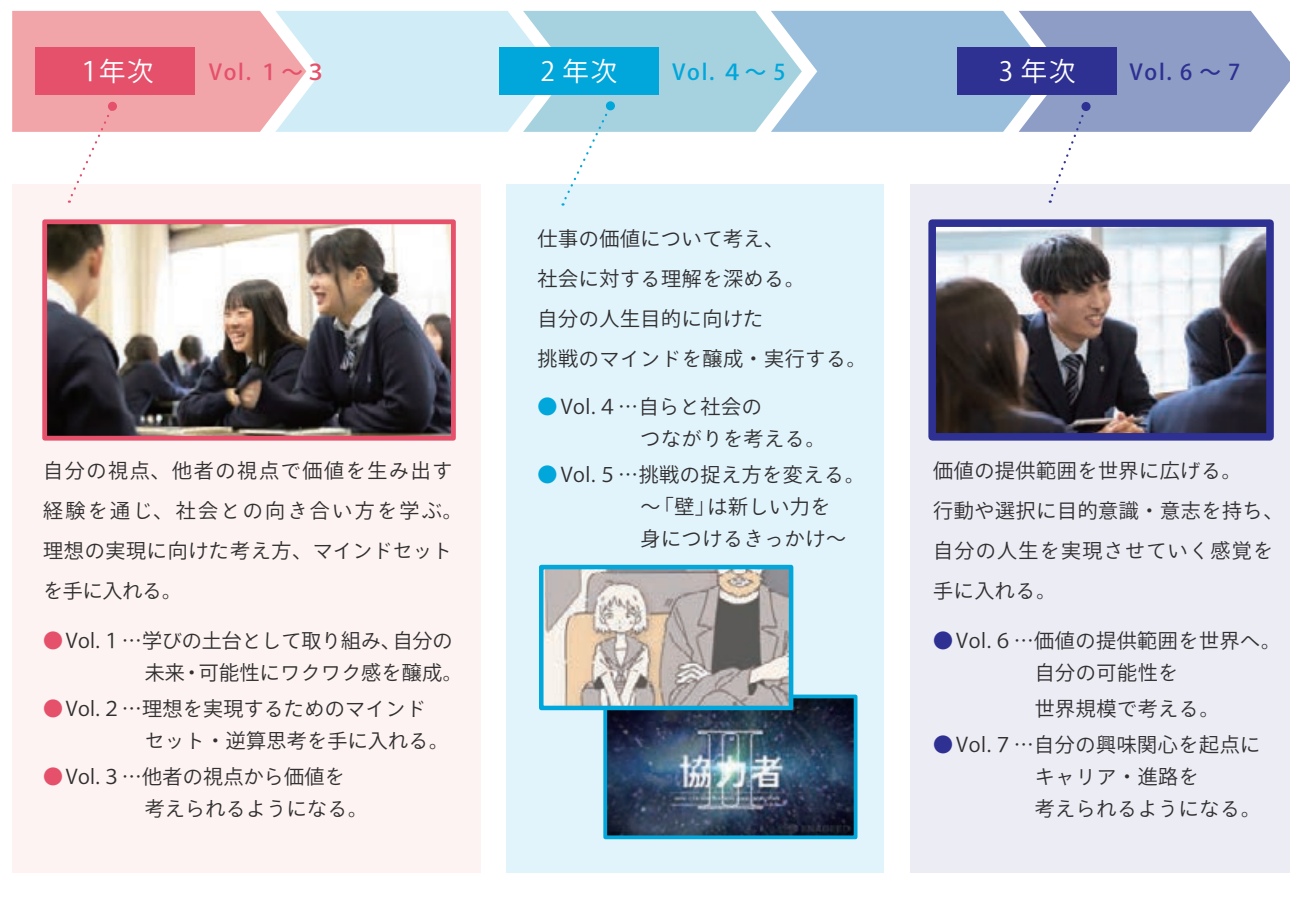 1年次
Vol. 1～3
2年次
Vol. 4～5
3年次
Vol. 6～7
自分の視点、他者の視点で価値を生み出す
経験を通じ、社会との向き合い方を学ぶ。
理想の実現に向けた考え方、マインドセット
を手に入れる。
●Vol. 1…学びの土台として取り組み、自分の
未来・可能性にワクワク感を醸成。
●Vol. 2…理想を実現するためのマインド
セット・逆算思考を手に入れる。
●Vol. 3…他者の視点から価値を
考えられるようになる。
仕事の価値について考え、
社会に対する理解を深める。
自分の人生目的に向けた
挑戦のマインドを醸成・実行する。
●Vol. 4…自らと社会の
つながりを考える。
●Vol. 5…挑戦の捉え方を変える。
～「壁」は新しい力を
身につけるきっかけ～
III
協力者
価値の提供範囲を世界に広げる。
行動や選択に目的意識・意志を持ち、
自分の人生を実現させていく感覚を
手に入れる。
●Vol. 6…価値の提供範囲を世界へ。
自分の可能性を
世界規模で考える。
●Vol. 7…自分の興味関心を起点に
キャリア・進路を
考えられるようになる。